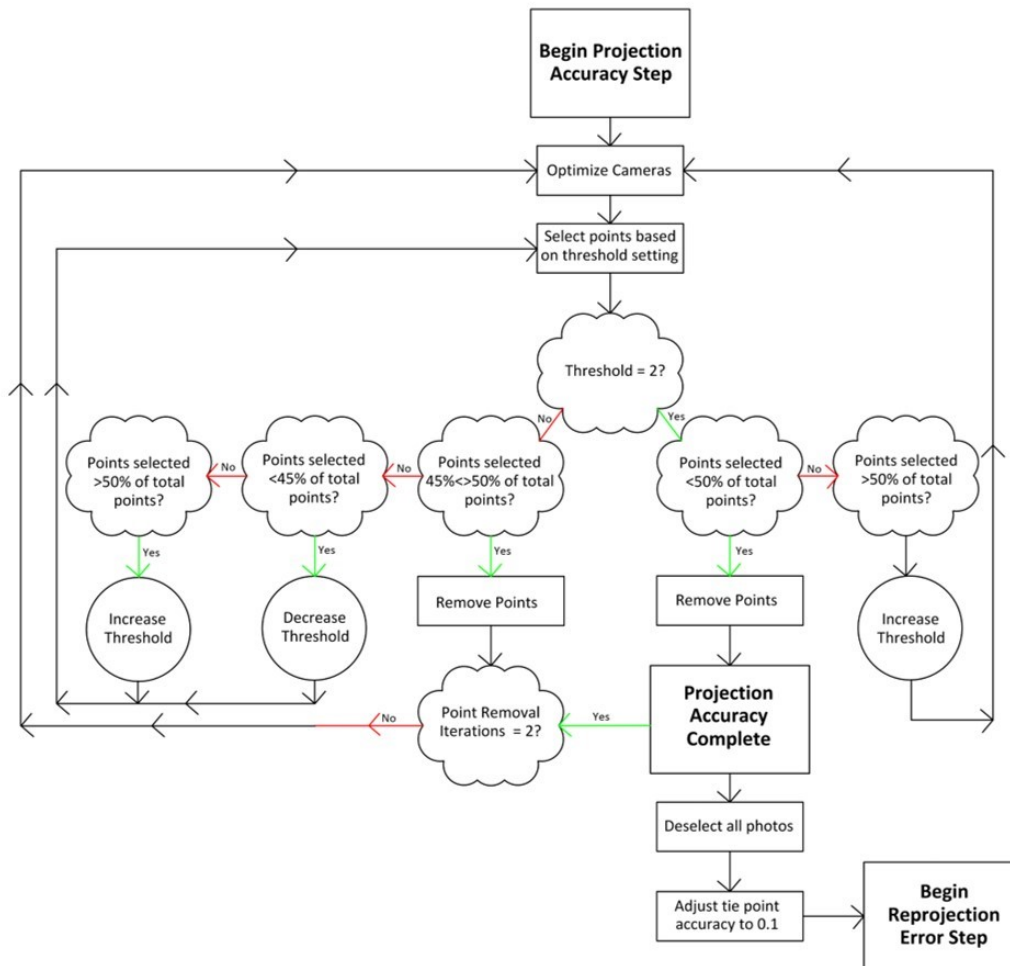 Begin Projection
Accuracy Step
Optimize Cameras
Select points based
on threshold setting
Threshold = 2?
No
Yes
Points selected
>50% of total
points?
No
Points selected
<45% of total
points?
No
Points selected
45%<>50% of total
points?
Points selected
<50% of total
points?
No
Points selected
>50% of total
points?
Yes
Yes
Yes
Yes
Increase
Threshold
Decrease
Threshold
Remove Points
Remove Points
Increase
Threshold
No
Point Removal
Iterations = 2?
Yes
Projection
Accuracy
Complete
Deselect all photos
Adjust tie point
accuracy to 0.1
Begin
Reprojection
Error Step